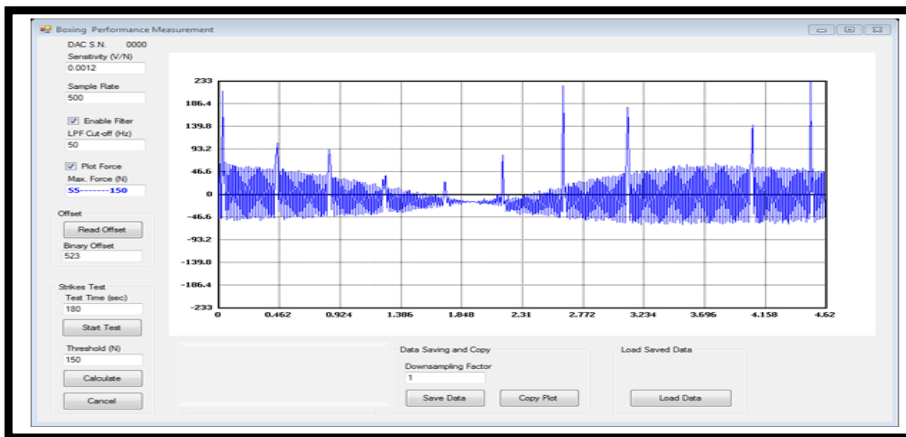 Boxing Performance Measurement
DAC S.N. 0000
Sensitivity (V/N)
0.0012
Sample Rate
500
Enable Filter
LPF Cut-off (Hz)
50
Plot Force
Max. Force (N)
55-------150
Offset
Read Offset
Binary Offset
523
Strikes Test
Test Time (sec)
180
Start Test
Threshold (N)
150
Calculate
Cancel
233
186.4
139.8
93.2
46.6
0
-46.6
-93.2
-139.8
-186.4
-233
0 0.462 0.924 1.386 1.848 2.31 2.772 3.234 3.696 4.158 4.62
Data Saving and Copy
Downsampling Factor
1
Save Data Copy Plot
Load Saved Data
Load Data